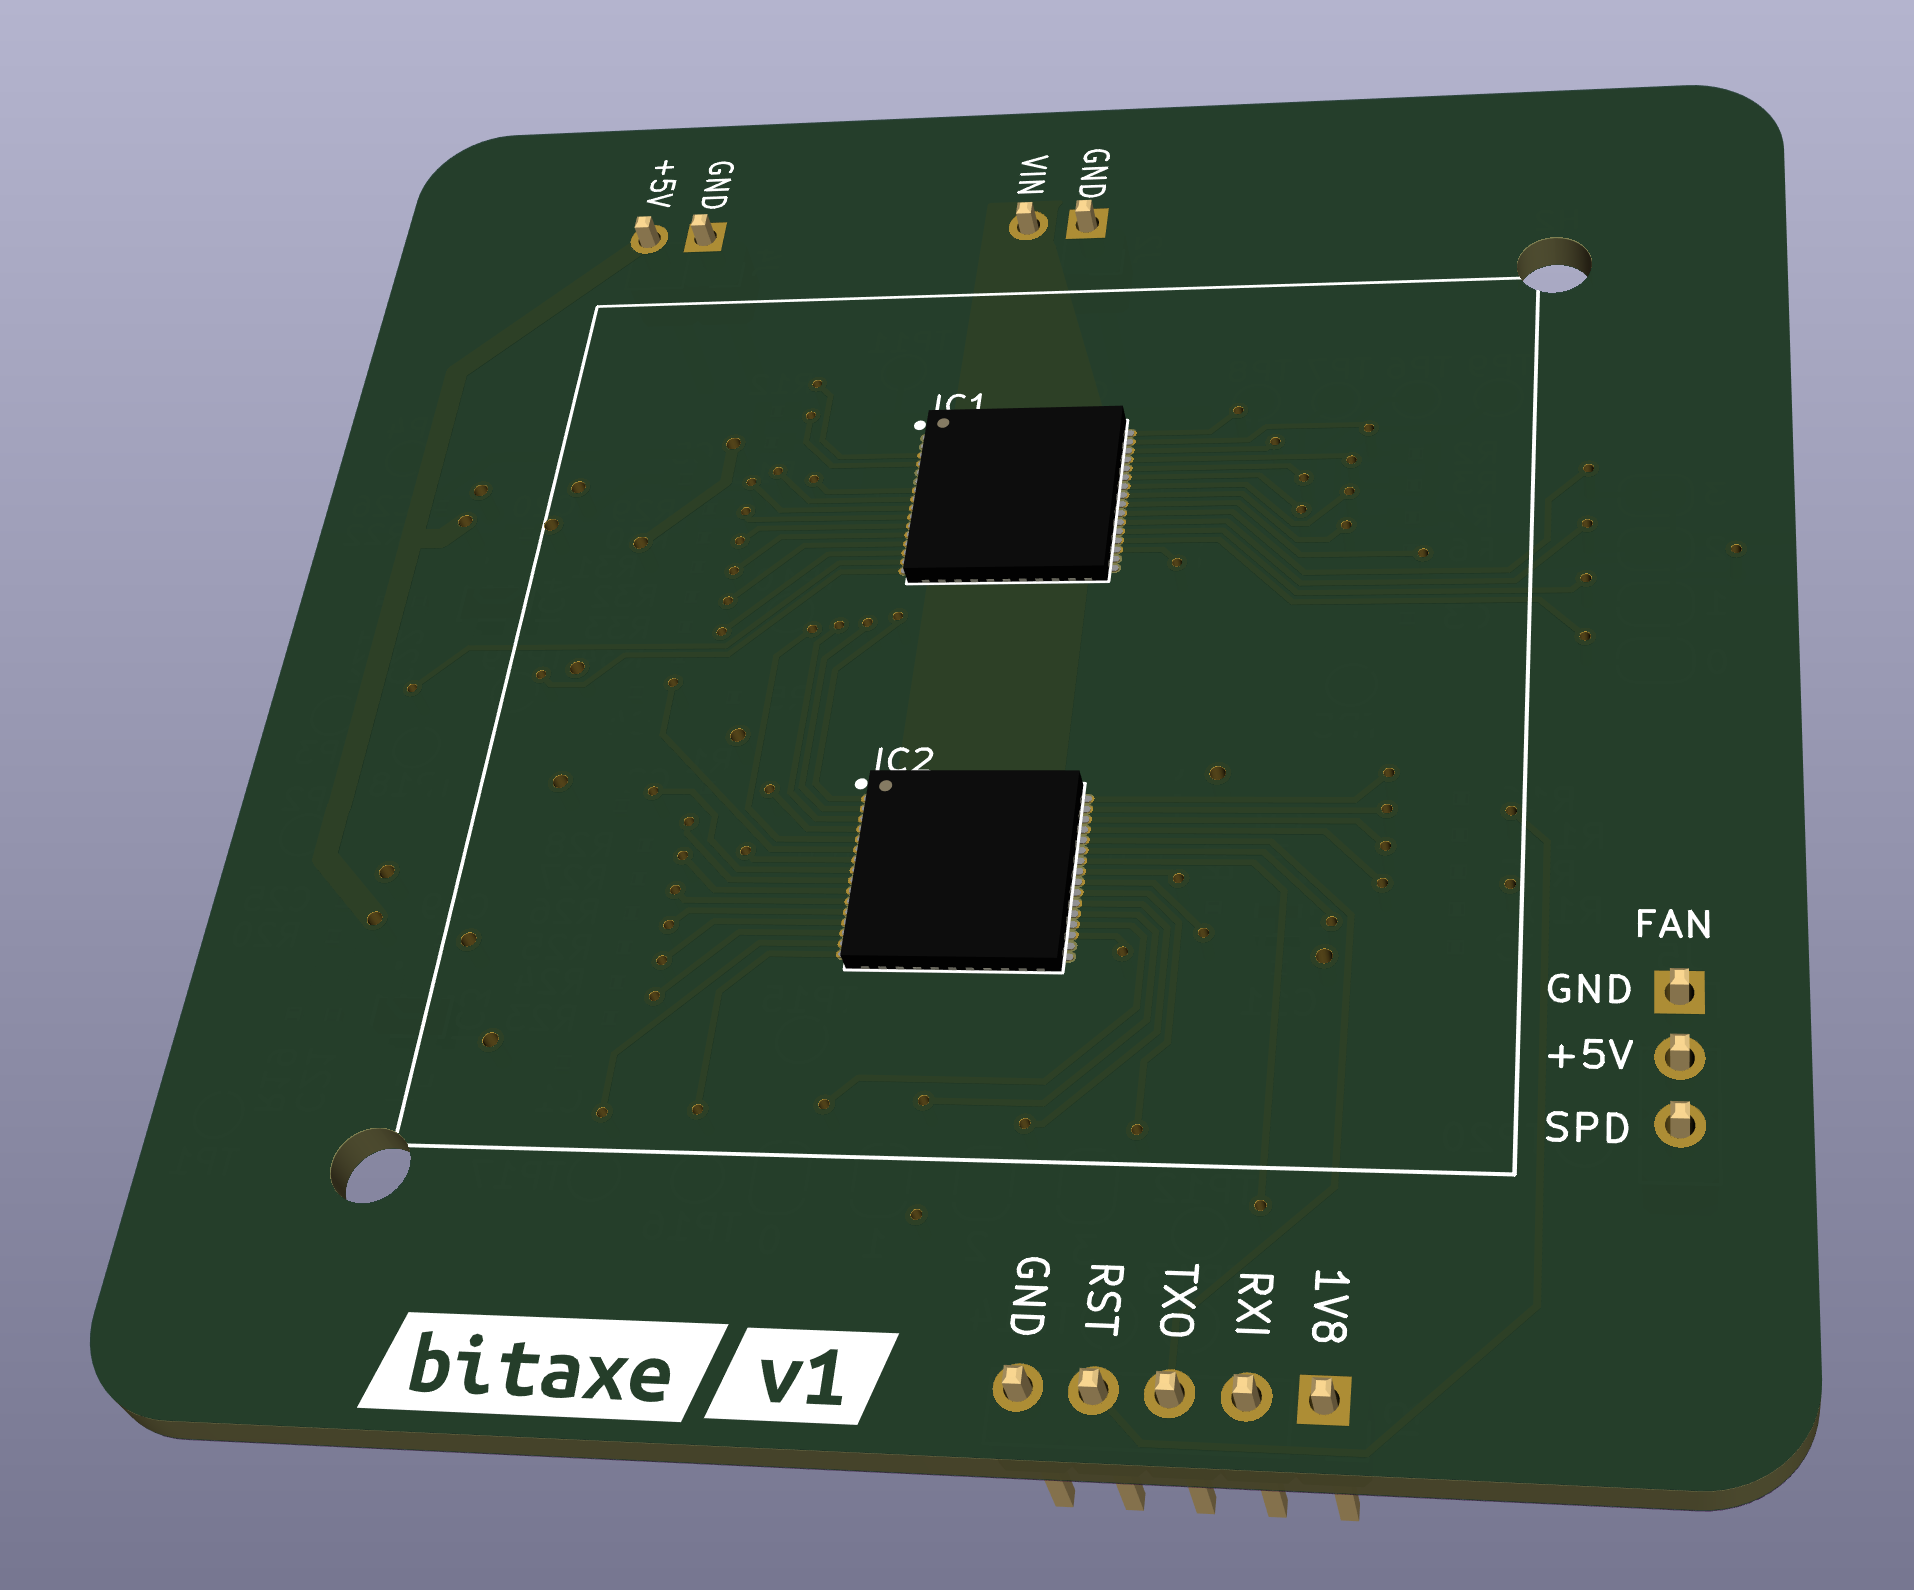 +5V
GND
VIN
GND
IC1
IC2
FAN
GND
+5V
SPD
GND
RST
TXO
RXI
1V8
bitaxe v1